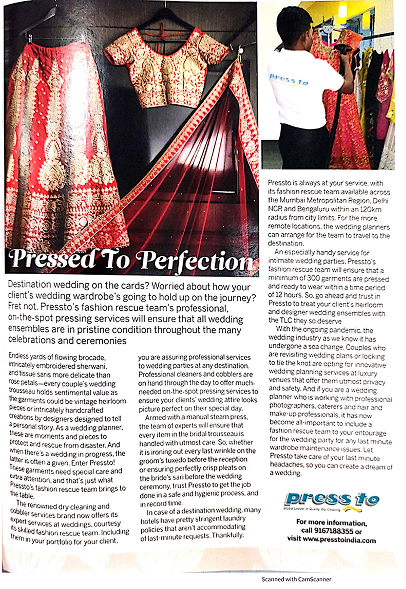 Pressed To Perfection
Destination wedding on the cards? Worried about how your
client's wedding wardrobe's going to hold up on the journey?
Fret not. Pressto's fashion rescue team's professional,
on-the-spot pressing services will ensure that all wedding
ensembles are in pristine condition throughout the many
celebrations and ceremonies
Endless yards of flowing brocade,
intricately embroidered sherwani,
and tissue saris more delicate than
rose petals—every couple's wedding
trousseau holds sentimental value as
the garments could be vintage heirloom
pieces or intricately handcrafted
creations by designers designed to tell
a personal story. As a wedding planner,
these are moments and pieces to
protect and rescue from disaster. And
when there's a wedding in progress, the
latter is often a given. Enter Pressto!
These garments need special care and
extra attention, and that's just what
Pressto's fashion rescue team brings to
the table.
The renowned dry cleaning and
cobbler services brand now offers its
expert services at weddings, courtesy
its skilled fashion rescue team. Including
them in your portfolio for your client,
you are assuring professional services
to wedding parties at any destination.
Professional cleaners and cobblers are
on hand through the day to offer much-
needed on-the-spot pressing services to
ensure your clients' wedding attire looks
picture perfect on their special day.
Armed with a manual steam press,
the team of experts will ensure that
every item in the bridal trousseau is
handled with utmost care. So, whether
it is ironing out every last wrinkle on the
groom's tuxedo before the reception
or ensuring perfectly crisp pleats on
the bride's sari before the wedding
ceremony, trust Pressto to get the job
done in a safe and hygienic process, and
in record time.
In case of a destination wedding, many
hotels have pretty stringent laundry
policies that aren't accommodating
of last-minute requests. Thankfully,
pressto
Pressto is always at your service, with
its fashion rescue team available across
the Mumbai Metropolitan Region, Delhi
NCR and Bengaluru within an 120km
radius from city limits. For the more
remote locations, the wedding planners
can arrange for the team to travel to the
destination.
An especially handy service for
intimate wedding parties. Pressto's
fashion rescue team will ensure that a
minimum of 300 garments are pressed
and ready to wear within a time period
of 12 hours. So, go ahead and trust in
Pressto to treat your client's heirloom
and designer wedding ensembles with
the TLC they so deserve
With the ongoing pandemic, the
wedding industry as we know it has
undergone a sea change. Couples who
are revisiting wedding plans or looking
to tie the knot are opting for innovative
wedding planning services at luxury
venues that offer them utmost privacy
and safety. And if you are a wedding
planner who is working with professional
photographers, caterers and hair and
make-up professionals, it has now
become all-important to include a
fashion rescue team to your entourage
for the wedding party for any last minute
wardrobe maintenance issues. Let
Pressto take care of your last minute
headaches, so you can create a dream of
a wedding.
pressto
Global Leader in Quality Dry Cleaning
For more information,
call 9167188355 or
visit www.presstoindia.com
Scanned with CamScanner